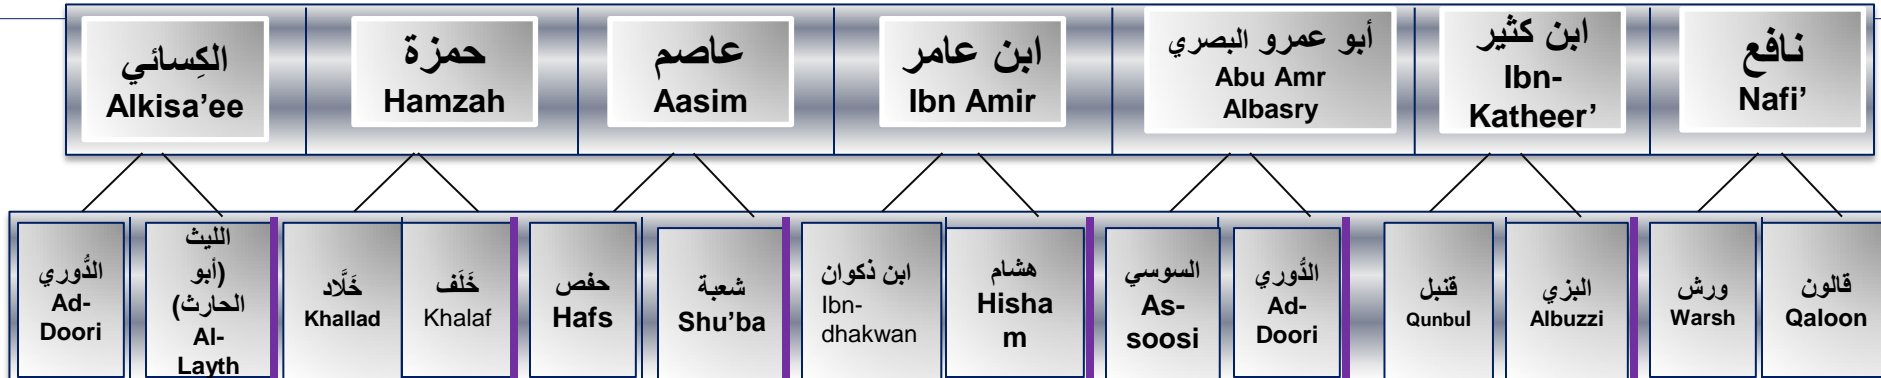 نافع
Nafi’
ابن كثير
Ibn-
Katheer’
أبو عمرو البصري
Abu Amr
Albasry
ابن عامر
Ibn Amir
عاصم
Aasim
حمزة
Hamzah
الكِسائي
Alkisa’ee
قالون
Qaloon
ورش
Warsh
البزي
Albuzzi
قنبل
Qunbul
الدُّوري
Ad-
Doori
السوسي
As-
soosi
هشام
Hisha
m
ابن ذكوان
Ibn-
dhakwan
شعبة
Shu’ba
حفص
Hafs
خَلَف
Khalaf
خَلَّاد
Khallad
الليث
(أبو
الحارث)
Al-
Layth
الدُّوري
Ad-
Doori